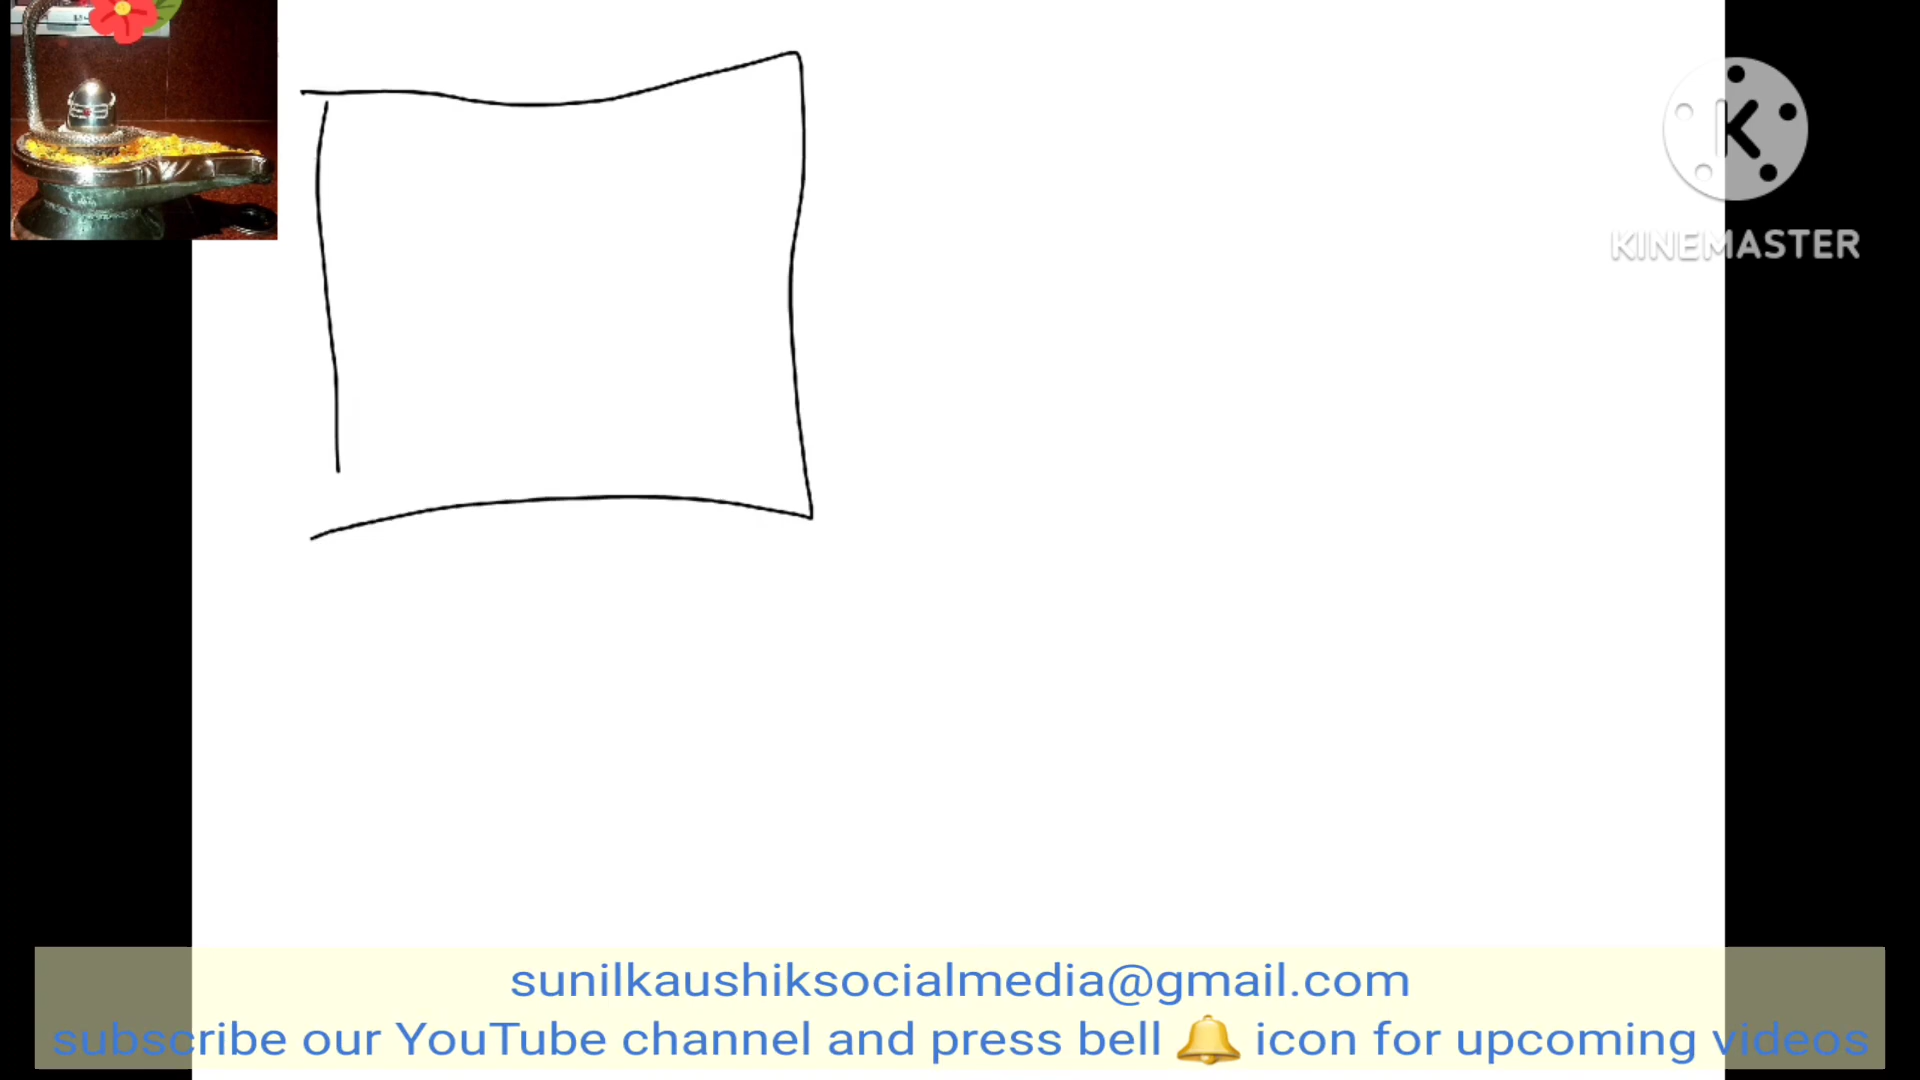 K
KINEMASTER
sunilkaushiksocialmedia@gmail.com
subscribe our YouTube channel and press bell 🔔 icon for upcoming videos